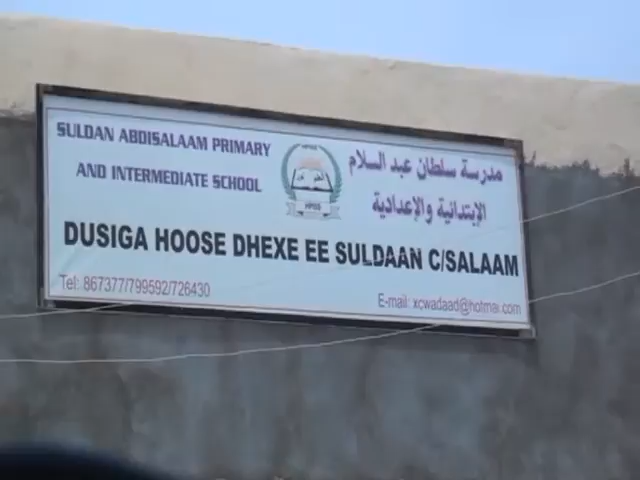 SULDAN ABDISALAAM PRIMARY
AND INTERMEDIATE SCHOOL
مدرسة سلطان عبد السلام
الإبتدائية والإعدادية
DUSIGA HOOSE DHEXE EE SULDAAN C/SALAAM
Tel: 867377/799592/726430
E-mail: xcwadaad@hotmai.com